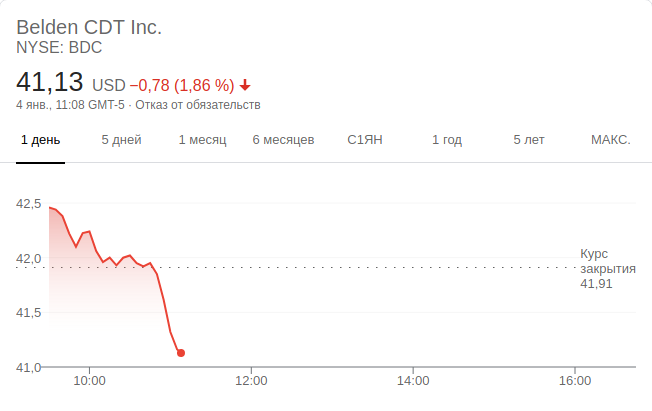 Belden CDT Inc.
NYSE: BDC
41,13 USD −0,78 (1,86 %)
4 янв., 11:08 GMT-5 · Отказ от обязательств
1 день 5 дней 1 месяц 6 месяцев С1ЯН 1 год 5 лет МАКС.
42,5
42,0
41,5
41,0
Курс
закрытия
41,91
10:00 12:00 14:00 16:00